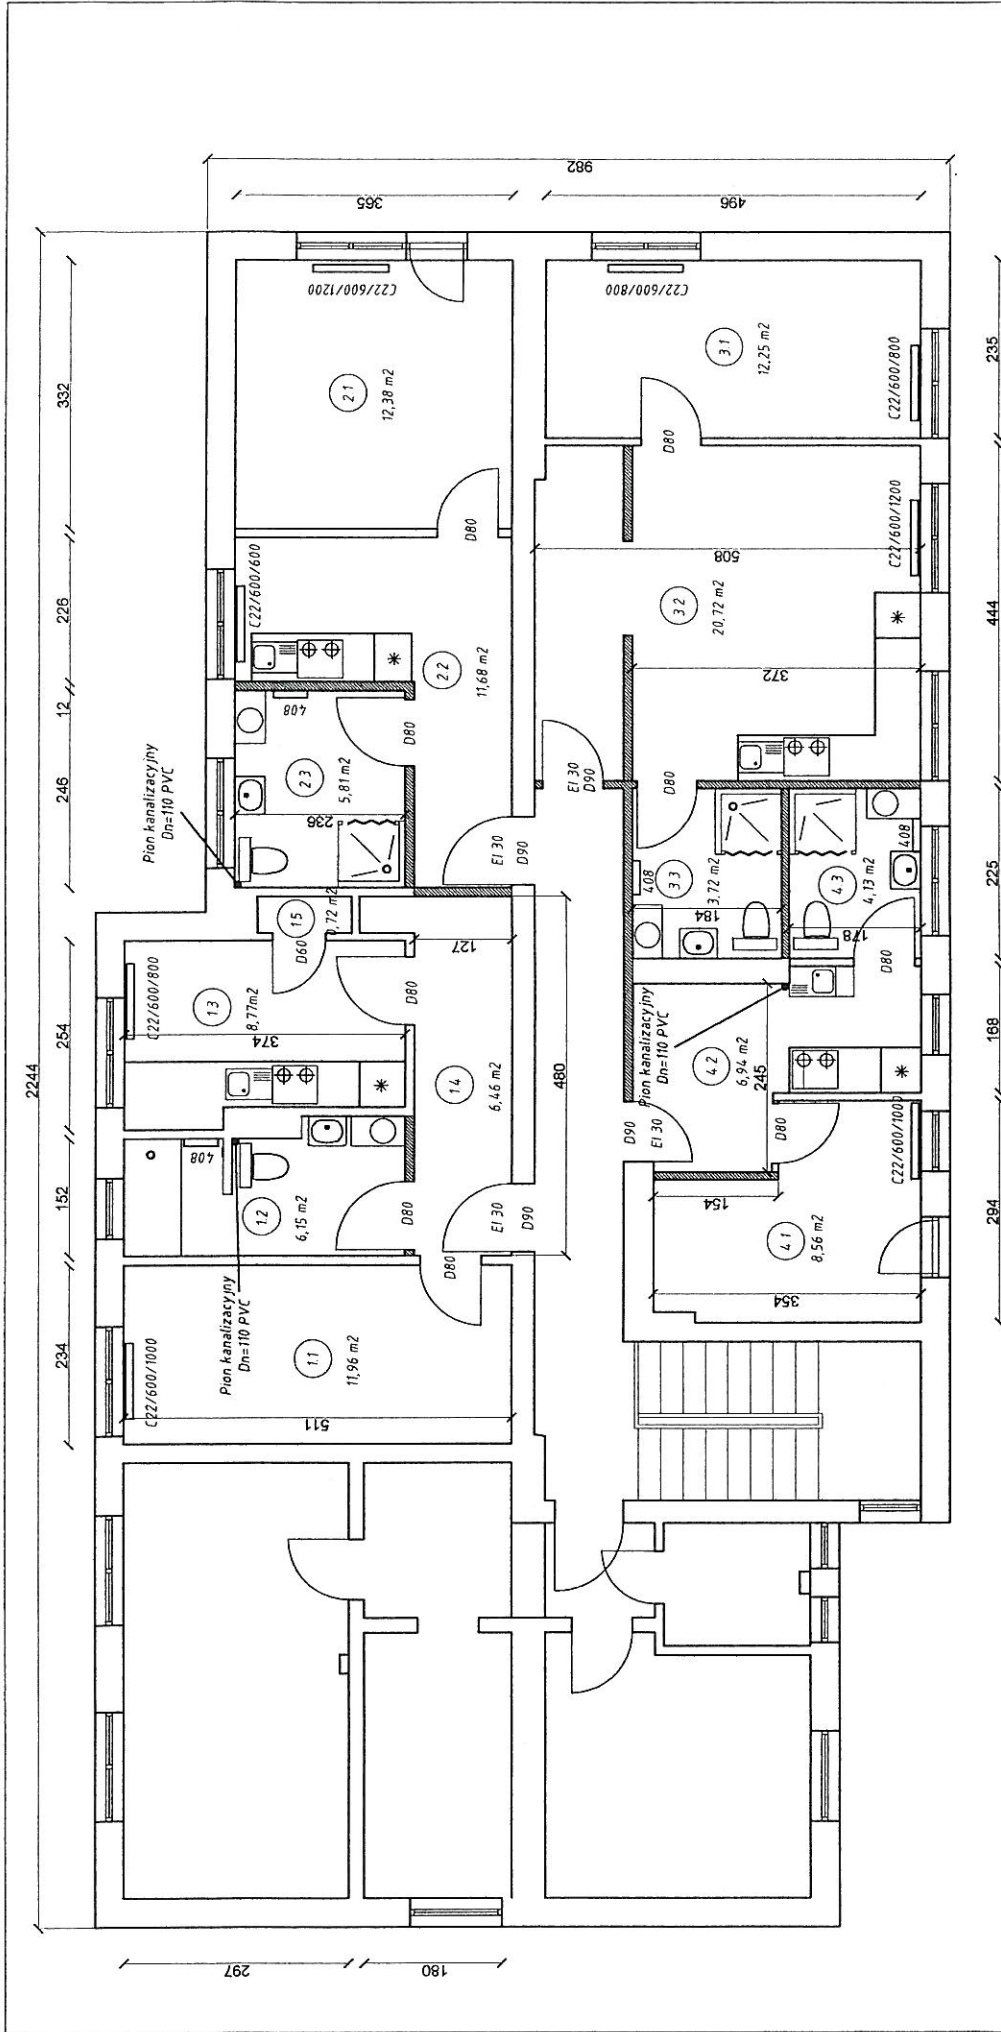 2244
332
226
12
246
254
152
234
982
365
496
C22/600/1200
2.1
12,38 m2
D80
C22/600/600
2.2
11,68 m2
408
2.3
5,81 m2
236
D80
Pion kanalizacyjny
Dn=110 PVC
EI 30
D90
C22/600/800
3.1
12,25 m2
C22/600/800
D80
508
C22/600/1200
3.2
20,72 m2
372
EI 30
D90
D80
408
3.3
3,72 m2
184
408
4.3
4,13 m2
178
D80
1.5
D60
127
C22/600/800
1.3
8,77m2
374
D80
1.4
6,46 m2
480
Pion kanalizacyjny
Dn=110 PVC
4.2
6,94 m2
245
D90
EI 30
D80
C22/600/1000
154
4.1
8,56 m2
354
408
1.2
6,15 m2
D80
EI 30
D90
D80
Pion kanalizacyjny
Dn=110 PVC
C22/600/1000
1.1
11,96 m2
511
235
444
225
168
294
297
180